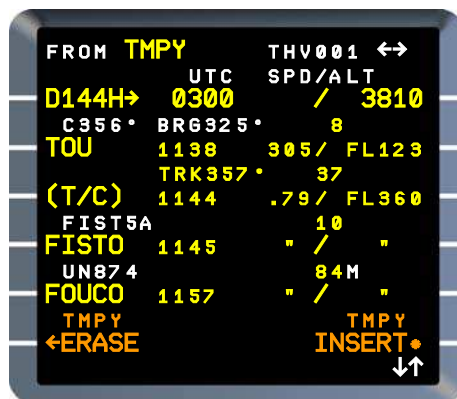 FROM TMPY THV001 ←→
UTC SPD/ALT
D144H→ 0300 / 3810
C356° BRG325° 8
TOU 1138 305/ FL123
TRK357° 37
(T/C) 1144 .79/ FL360
FIST5A 10
FISTO 1145 " / "
UN874 84M
FOUCO 1157 " / "
TMPY TMPY
←ERASE INSERT*
↓↑